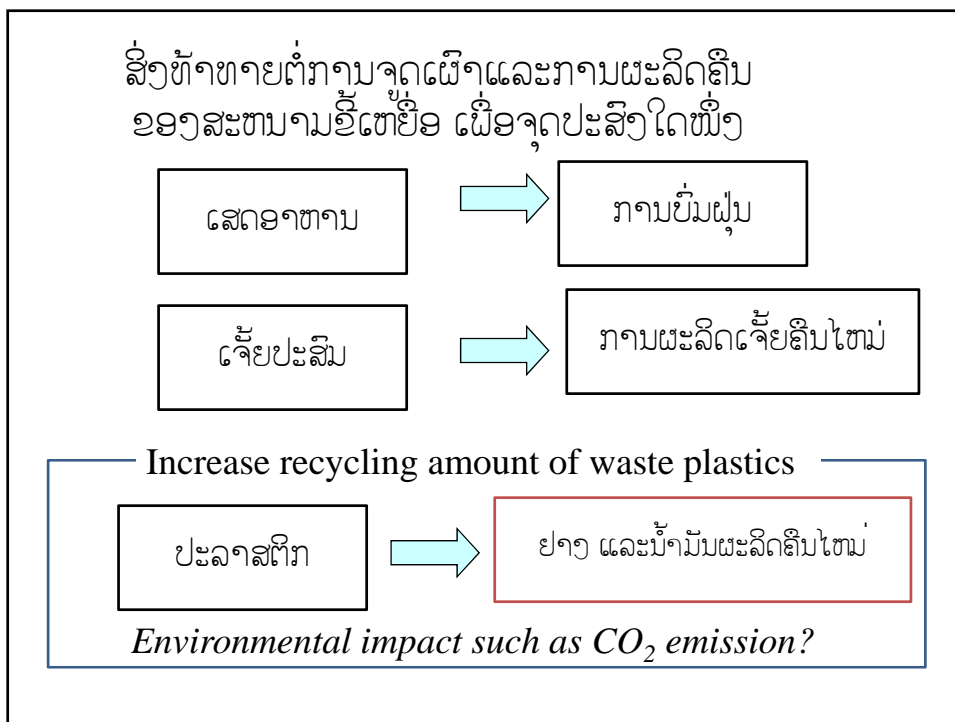 ສິ່ງທ້າທາຍຕໍ່ການຈູດເຜົາແລະການຜະລິດຄືນ
ຂອງສະຫນາມຂີ້ເຫຍື່ອ ເພື່ອຈຸດປະສົງໃດໜຶ່ງ
ເສດອາຫານ
ການບົ່ມຝຸ່ນ
ເຈ້ັຍປະສົມ
ການຜະລິດເຈ້ັຍຄືນໄຫມ່
Increase recycling amount of waste plastics
ປະລາສຕິກ
ຢາງ ແລະນ້ຳມັນຜະລິດຄືນໄຫມ່
Environmental impact such as CO₂ emission?